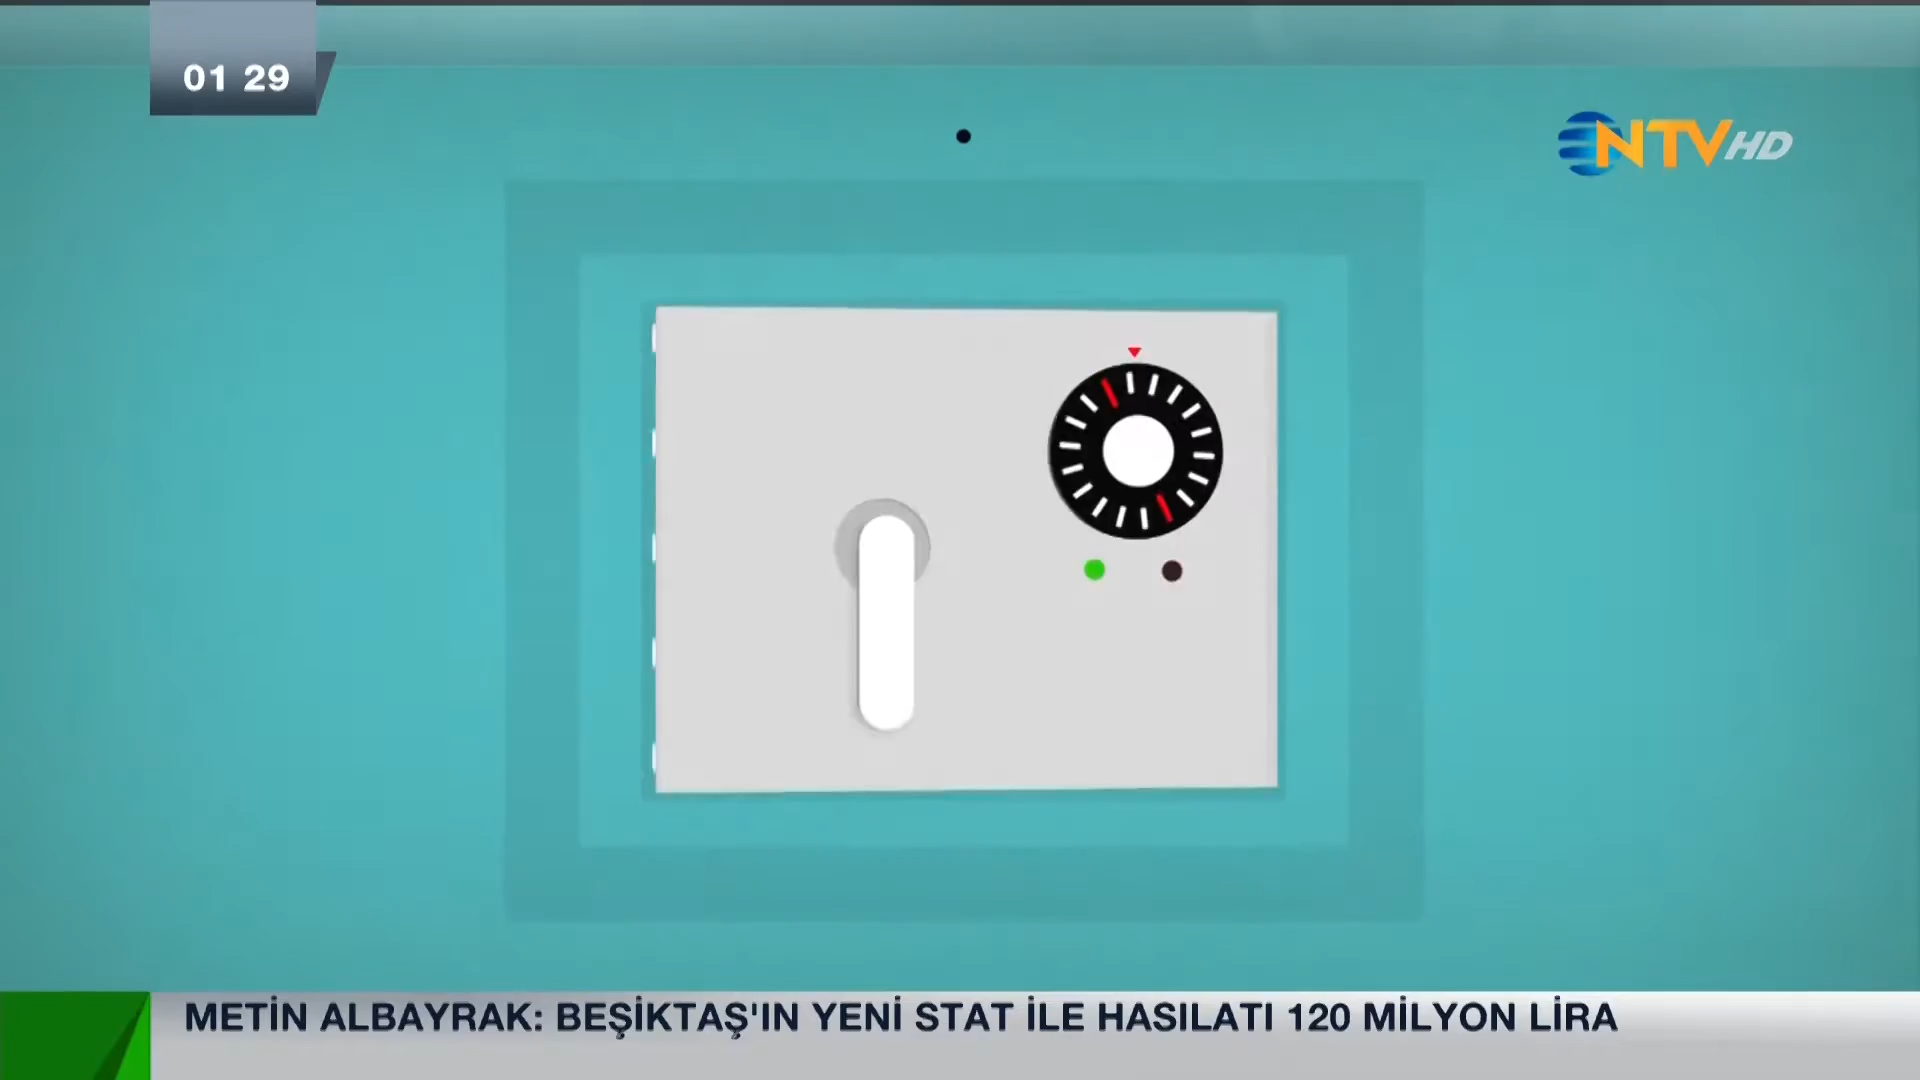 01 29
NTV HD
METİN ALBAYRAK: BEŞİKTAŞ'IN YENİ STAT İLE HASILATI 120 MİLYON LİRA